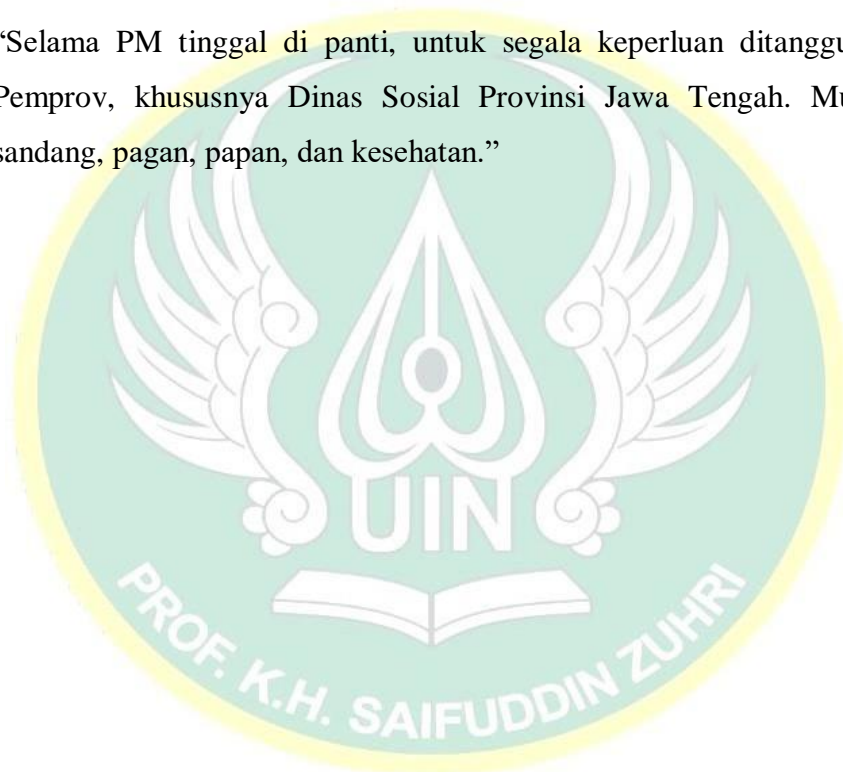 “Selama PM tinggal di panti, untuk segala keperluan ditanggu
Pemprov, khususnya Dinas Sosial Provinsi Jawa Tengah. Mu
sandang, pagan, papan, dan kesehatan.”
UIN
PROF. K.H. SAIFUDDIN ZUHRI